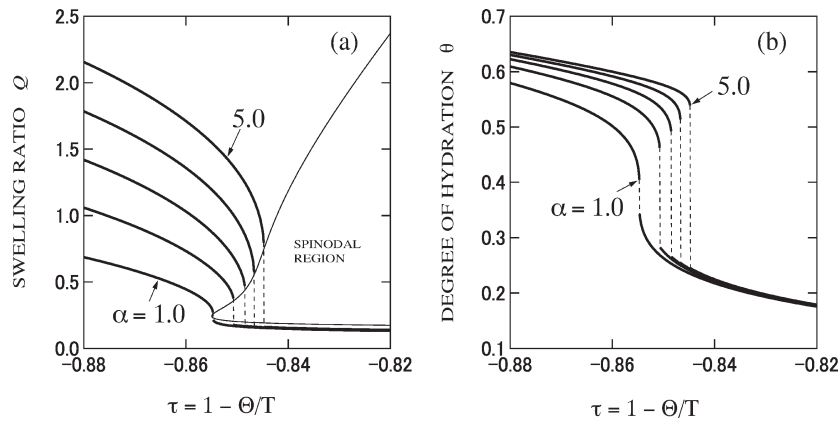 (a)
SWELLING RATIO Q
2.5
2.0
1.5
1.0
0.5
0.0
5.0
α = 1.0
SPINODAL
REGION
−0.88
−0.86
−0.84
−0.82
τ = 1 − Θ/T
(b)
DEGREE OF HYDRATION θ
0.7
0.6
0.5
0.4
0.3
0.2
0.1
5.0
α = 1.0
−0.88
−0.86
−0.84
−0.82
τ = 1 − Θ/T